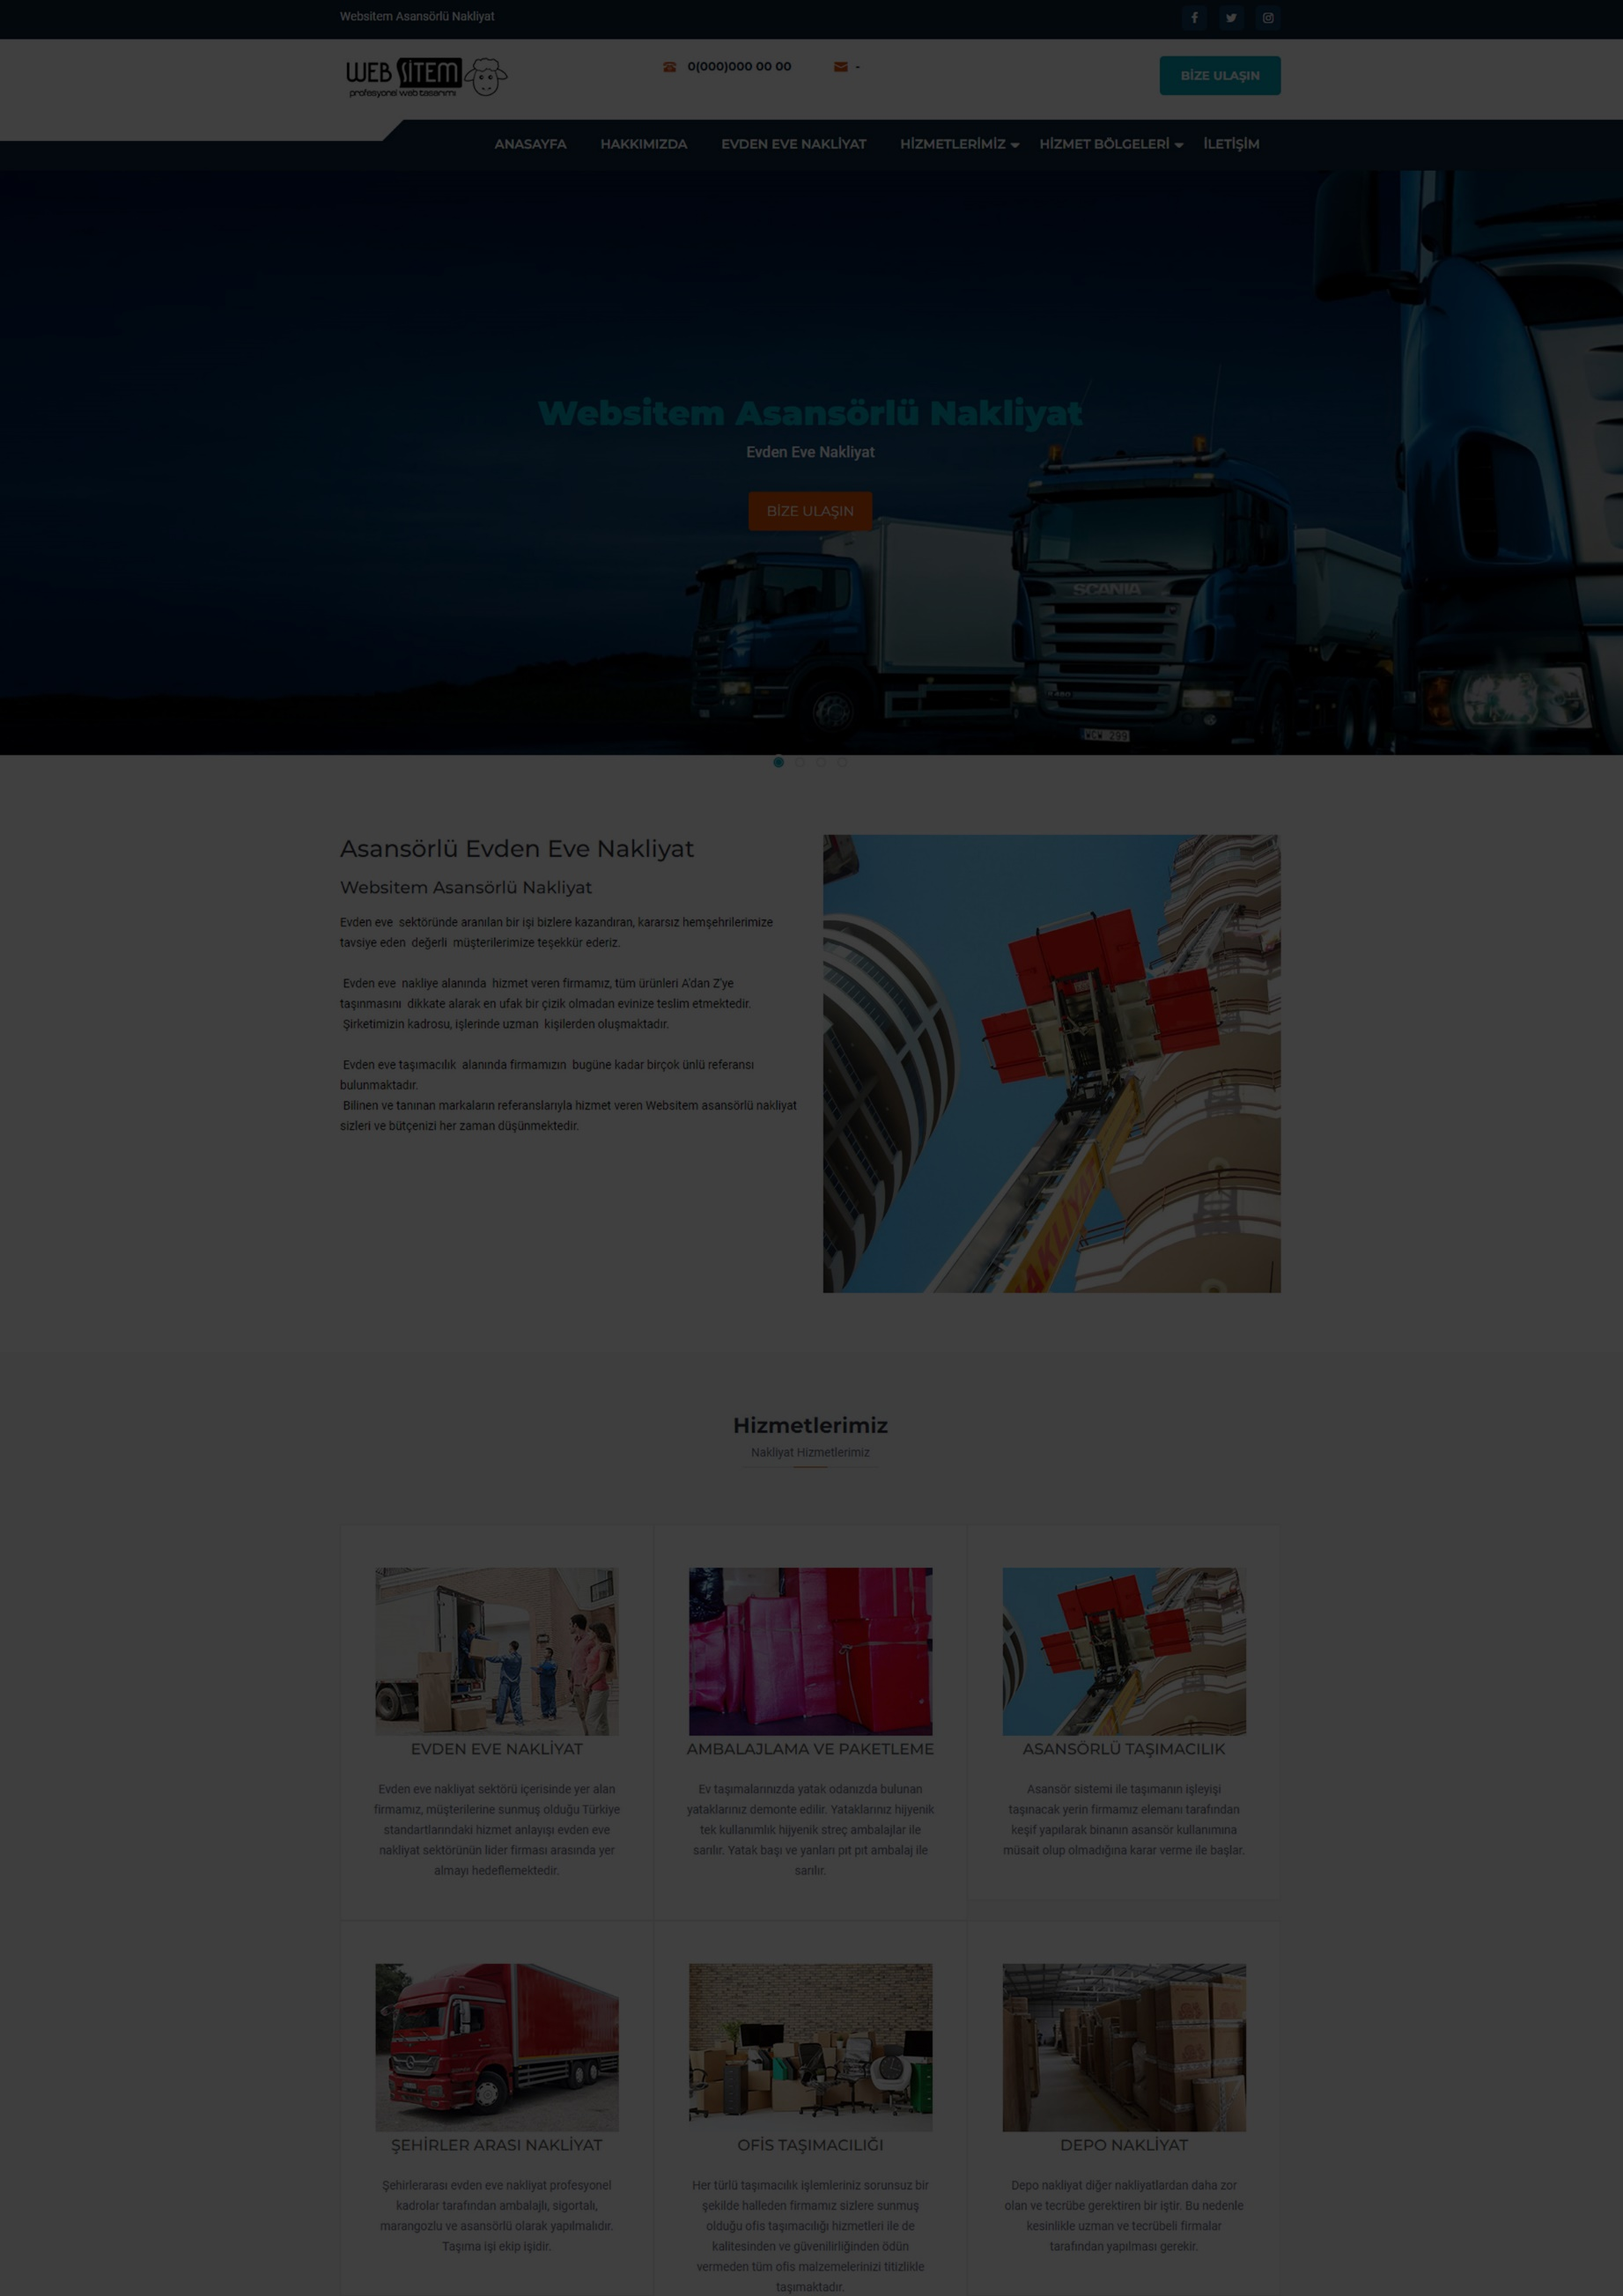 Websitem Asansörlü Nakliyat
WEB SİTEM
profesyonel web tasarımı
0(000)000 00 00
-
BİZE ULAŞIN
ANASAYFA HAKKIMIZDA EVDEN EVE NAKLİYAT HİZMETLERİMİZ HİZMET BÖLGELERİ İLETİŞİM
Websitem Asansörlü Nakliyat
Evden Eve Nakliyat
BİZE ULAŞIN
SCANIA
WCW 299
Asansörlü Evden Eve Nakliyat
Websitem Asansörlü Nakliyat
Evden eve sektöründe aranılan bir işi bizlere kazandıran, kararsız hemşehrilerimize
tavsiye eden değerli müşterilerimize teşekkür ederiz.
Evden eve nakliye alanında hizmet veren firmamız, tüm ürünleri A'dan Z'ye
taşınmasını dikkate alarak en ufak bir çizik olmadan evinize teslim etmektedir.
Şirketimizin kadrosu, işlerinde uzman kişilerden oluşmaktadır.
Evden eve taşımacılık alanında firmamızın bugüne kadar birçok ünlü referansı
bulunmaktadır.
Bilinen ve tanınan markaların referanslarıyla hizmet veren Websitem asansörlü nakliyat
sizleri ve bütçenizi her zaman düşünmektedir.
AKLİYAT
Hizmetlerimiz
Nakliyat Hizmetlerimiz
EVDEN EVE NAKLİYAT
Evden eve nakliyat sektörü içerisinde yer alan
firmamız, müşterilerine sunmuş olduğu Türkiye
standartlarındaki hizmet anlayışı evden eve
nakliyat sektörünün lider firması arasında yer
almayı hedeflemektedir.
AMBALAJLAMA VE PAKETLEME
Ev taşımalarınızda yatak odanızda bulunan
yataklarınız demonte edilir. Yataklarınız hijyenik
tek kullanımlık hijyenik streç ambalajlar ile
sarılır. Yatak başı ve yanları pıt pıt ambalaj ile
sarılır.
ASANSÖRLÜ TAŞIMACILIK
Asansör sistemi ile taşımanın işleyişi
taşınacak yerin firmamız elemanı tarafından
keşif yapılarak binanın asansör kullanımına
müsait olup olmadığına karar verme ile başlar.
ŞEHİRLER ARASI NAKLİYAT
Şehirlerarası evden eve nakliyat profesyonel
kadrolar tarafından ambalajlı, sigortalı,
marangozlu ve asansörlü olarak yapılmalıdır.
Taşıma işi ekip işidir.
OFİS TAŞIMACILIĞI
Her türlü taşımacılık işlemleriniz sorunsuz bir
şekilde halleden firmamız sizlere sunmuş
olduğu ofis taşımacılığı hizmetleri ile de
kalitesinden ve güvenilirliğinden ödün
vermeden tüm ofis malzemelerinizi titizlikle
taşımaktadır.
DEPO NAKLİYAT
Depo nakliyat diğer nakliyatlardan daha zor
olan ve tecrübe gerektiren bir iştir. Bu nedenle
kesinlikle uzman ve tecrübeli firmalar
tarafından yapılması gerekir.